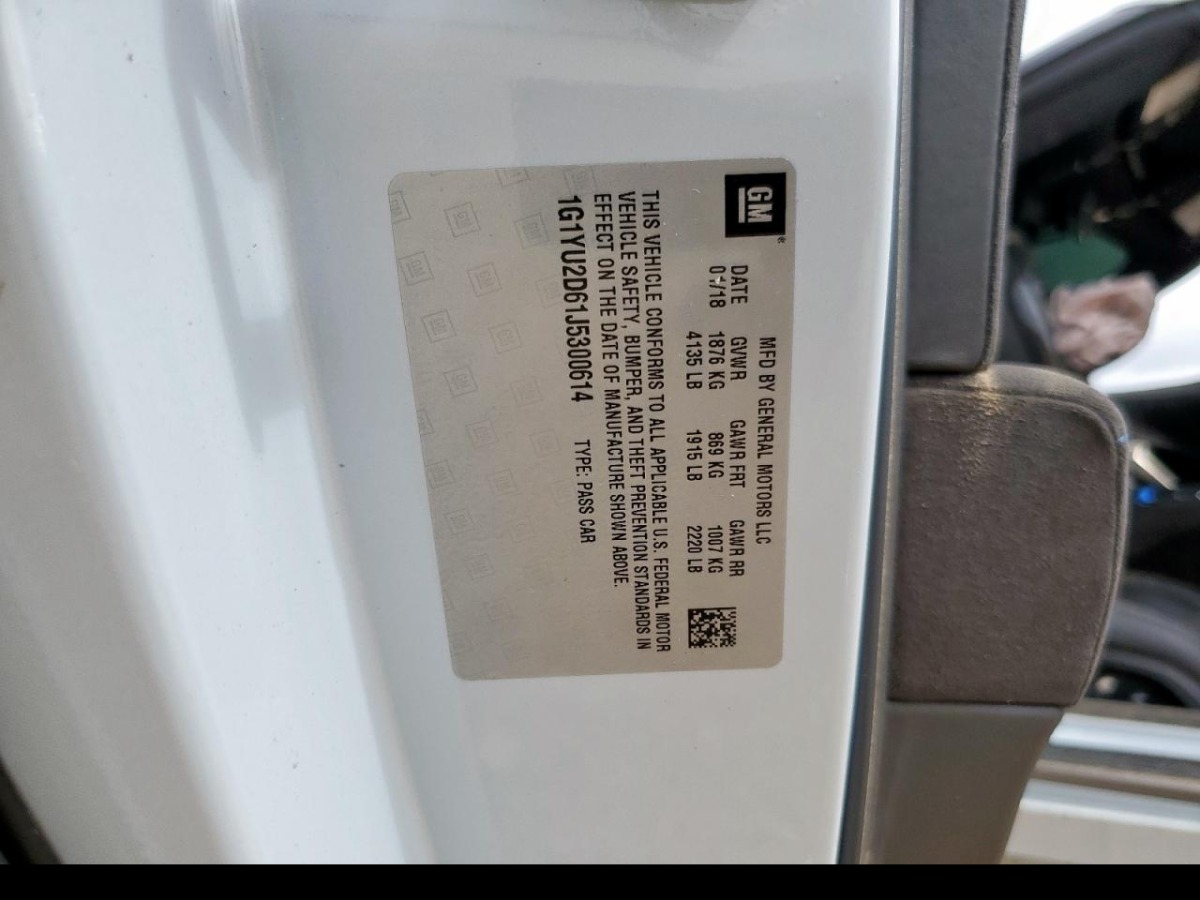 GM ®
MFD BY GENERAL MOTORS LLC
DATE GVWR GAWR FRT GAWR RR
1876 KG 869 KG 1007 KG
4135 LB 1915 LB 2220 LB
THIS VEHICLE CONFORMS TO ALL APPLICABLE U.S. FEDERAL MOTOR
VEHICLE SAFETY, BUMPER, AND THEFT PREVENTION STANDARDS IN
EFFECT ON THE DATE OF MANUFACTURE SHOWN ABOVE.
1G1YU2D61J5300614 TYPE: PASS CAR